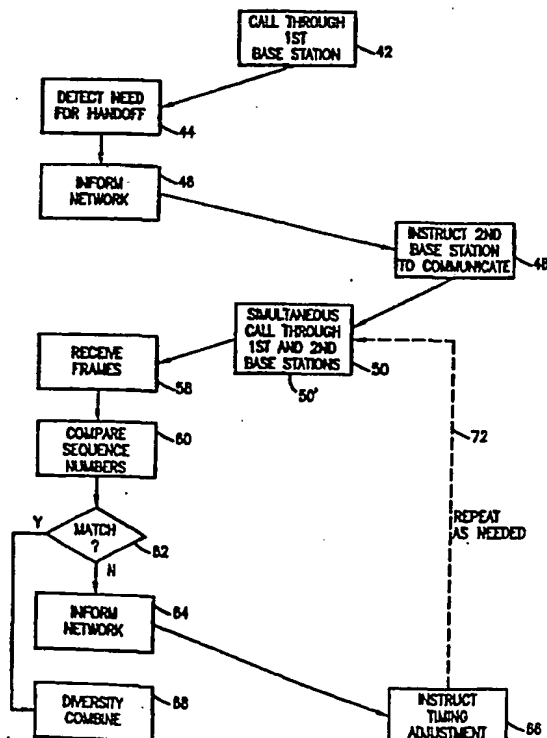 CALL THROUGH
1ST
BASE STATION
42
DETECT NEED
FOR HANDOFF
44
INFORM
NETWORK
46
INSTRUCT 2ND
BASE STATION
TO COMMUNICATE
48
SIMULTANEOUS
CALL THROUGH
1ST AND 2ND
BASE STATIONS
50
50'
RECEIVE
FRAMES
58
COMPARE
SEQUENCE
NUMBERS
60
72
REPEAT
AS NEEDED
Y
MATCH
?
62
N
INFORM
NETWORK
64
DIVERSITY
COMBINE
68
INSTRUCT
TIMING
ADJUSTMENT
66